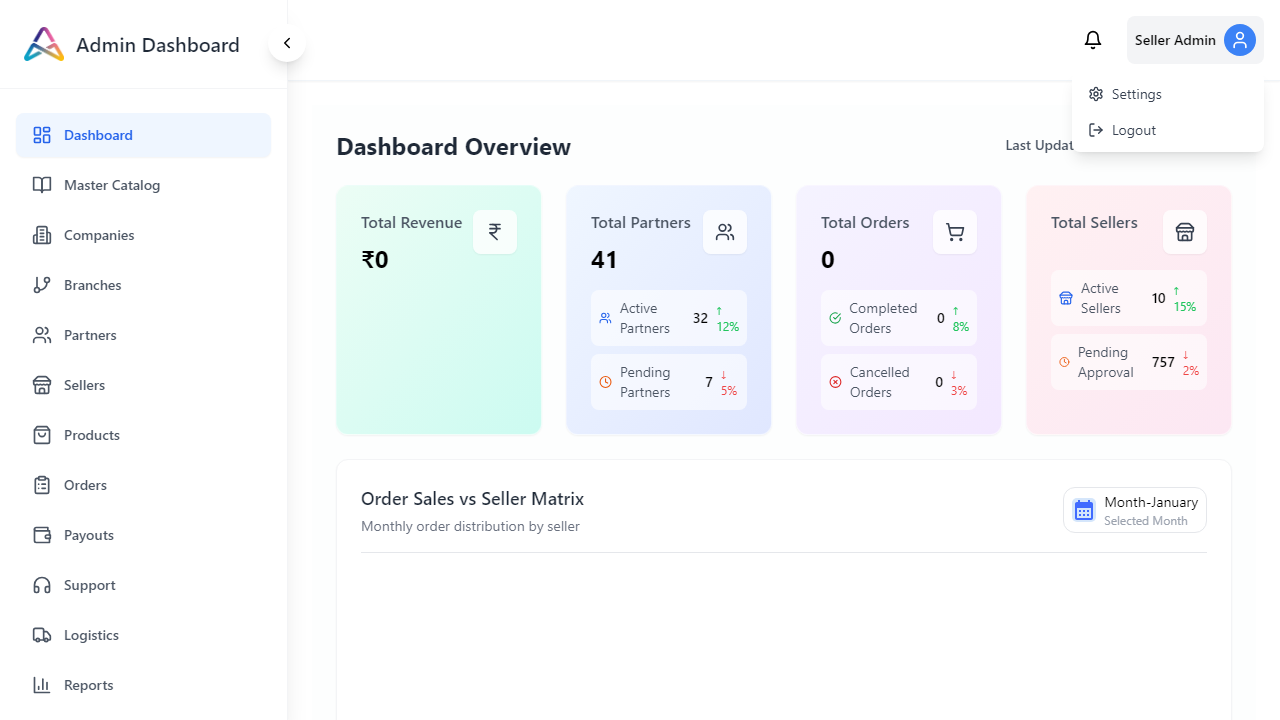 Admin Dashboard
Seller Admin
Settings
Logout
Dashboard
Master Catalog
Companies
Branches
Partners
Sellers
Products
Orders
Payouts
Support
Logistics
Reports
Dashboard Overview
Last
Total Revenue
₹0
Total Partners
41
Active Partners 32 ↑ 12%
Pending Partners 7 ↓ 5%
Total Orders
0
Completed Orders 0 ↑ 8%
Cancelled Orders 0 ↓ 3%
Total Sellers
Active Sellers 10 ↑ 15%
Pending Approval 757 ↓ 2%
Order Sales vs Seller Matrix
Monthly order distribution by seller
Month-January
Selected Month